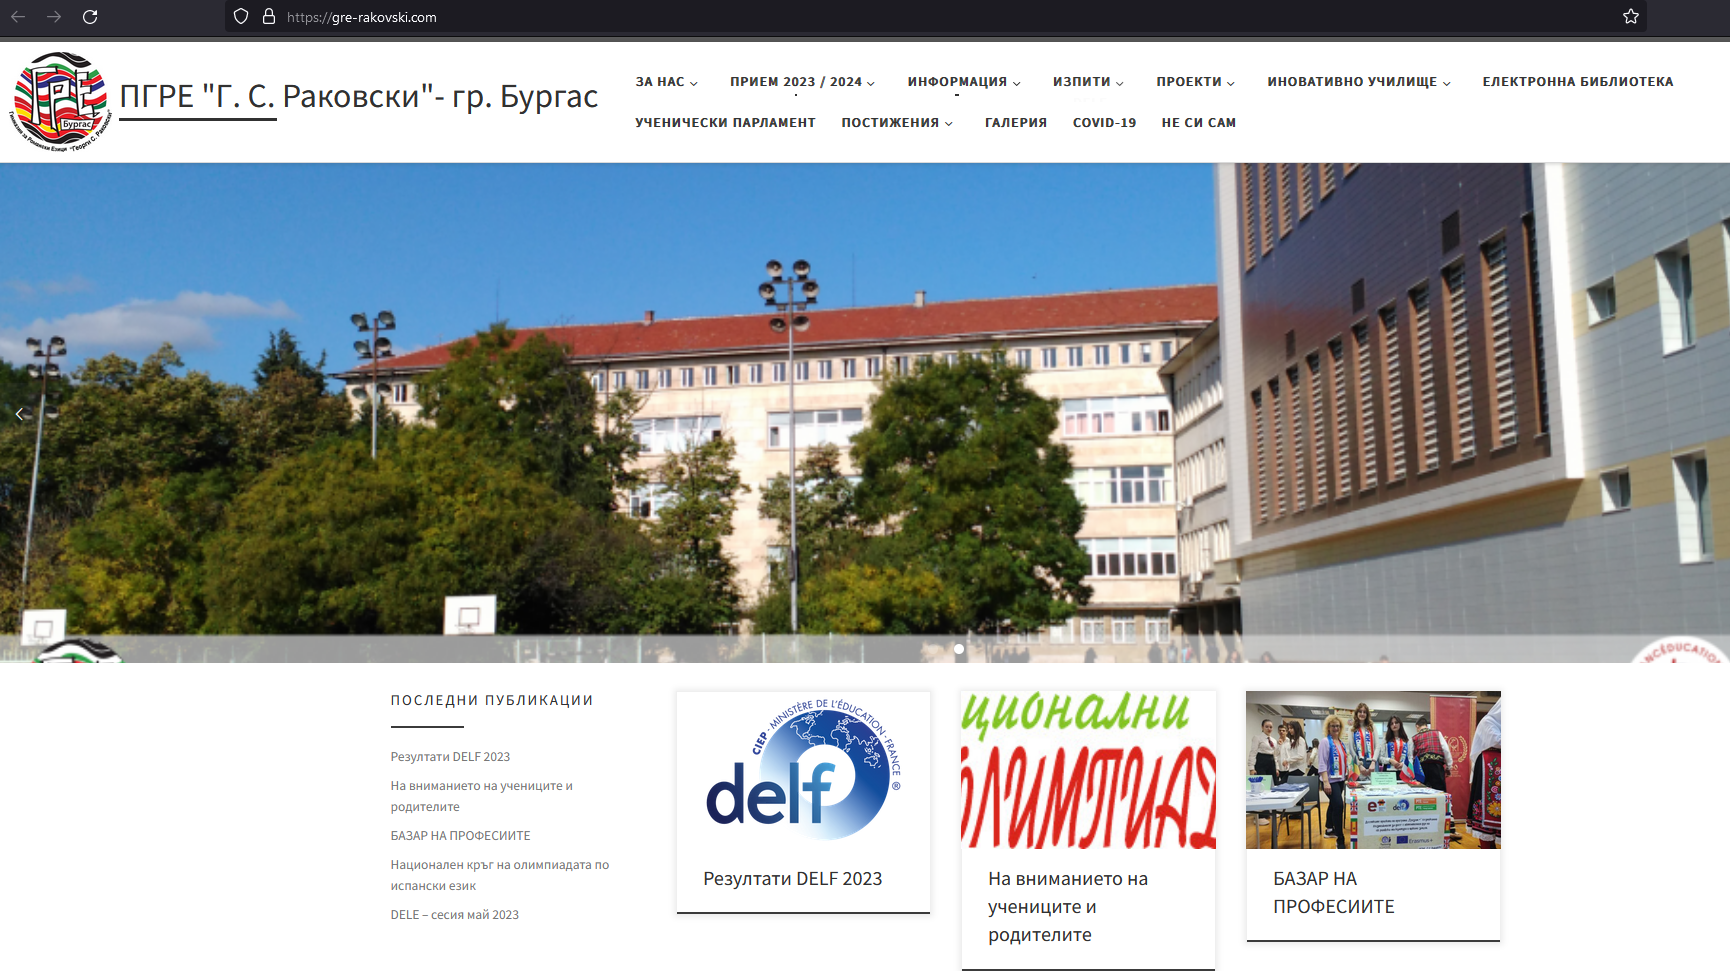 https://gre-rakovski.com
ПГРЕ "Г. С. Раковски"- гр. Бургас
Бургас
ЗА НАС
ПРИЕМ 2023 / 2024
ИНФОРМАЦИЯ
ИЗПИТИ
ПРОЕКТИ
ИНОВАТИВНО УЧИЛИЩЕ
ЕЛЕКТРОННА БИБЛИОТЕКА
УЧЕНИЧЕСКИ ПАРЛАМЕНТ
ПОСТИЖЕНИЯ
ГАЛЕРИЯ
COVID-19
НЕ СИ САМ
ПОСЛЕДНИ ПУБЛИКАЦИИ
Резултати DELF 2023
На вниманието на учениците и
родителите
БАЗАР НА ПРОФЕСИИТЕ
Национален кръг на олимпиадата по
испански език
DELE – сесия май 2023
CIEP - MINISTÈRE DE L'ÉDUCATION - FRANCE ®
delf
Резултати DELF 2023
ционални
ОЛИМПИАД
На вниманието на
учениците и
родителите
delf
БАЗАР НА
ПРОФЕСИИТЕ